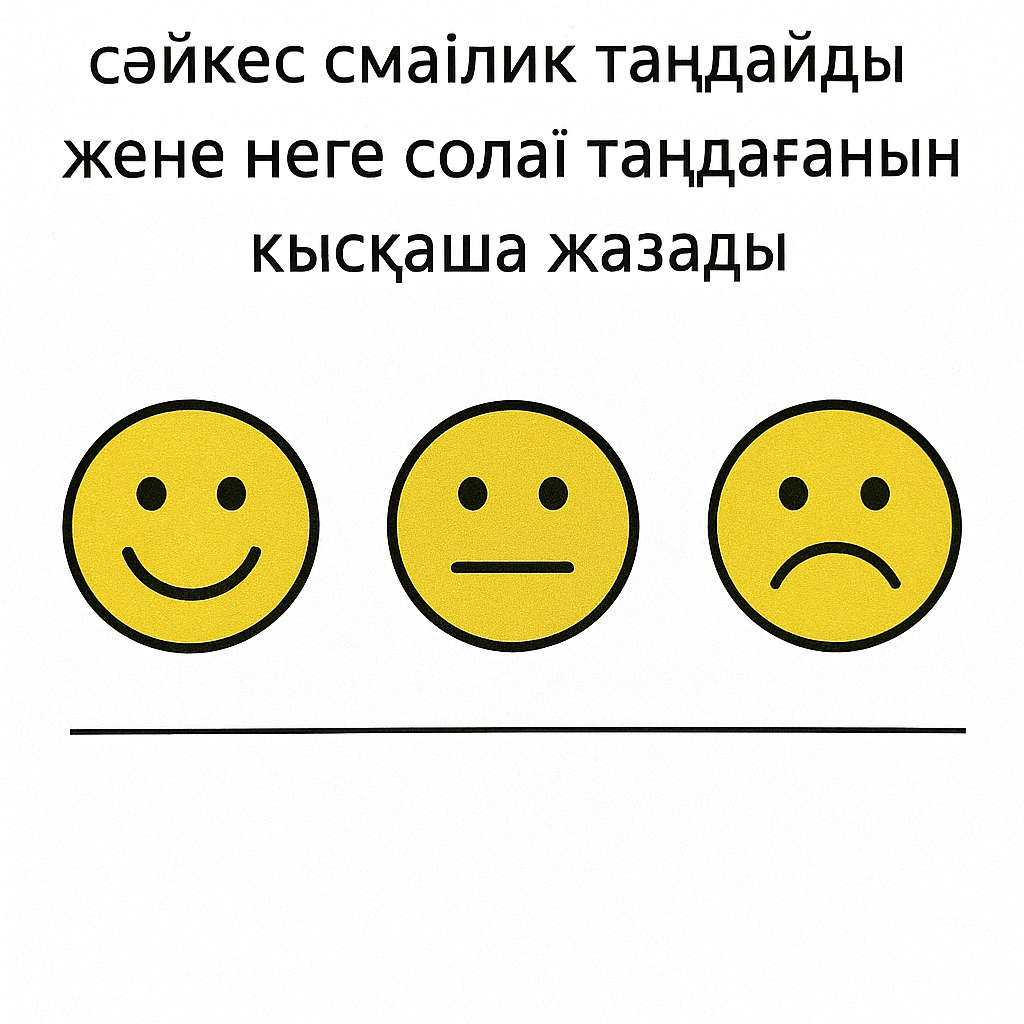 сәйкес смаілик таңдайды
жене неге солаї таңдағанын
кысқаша жазады